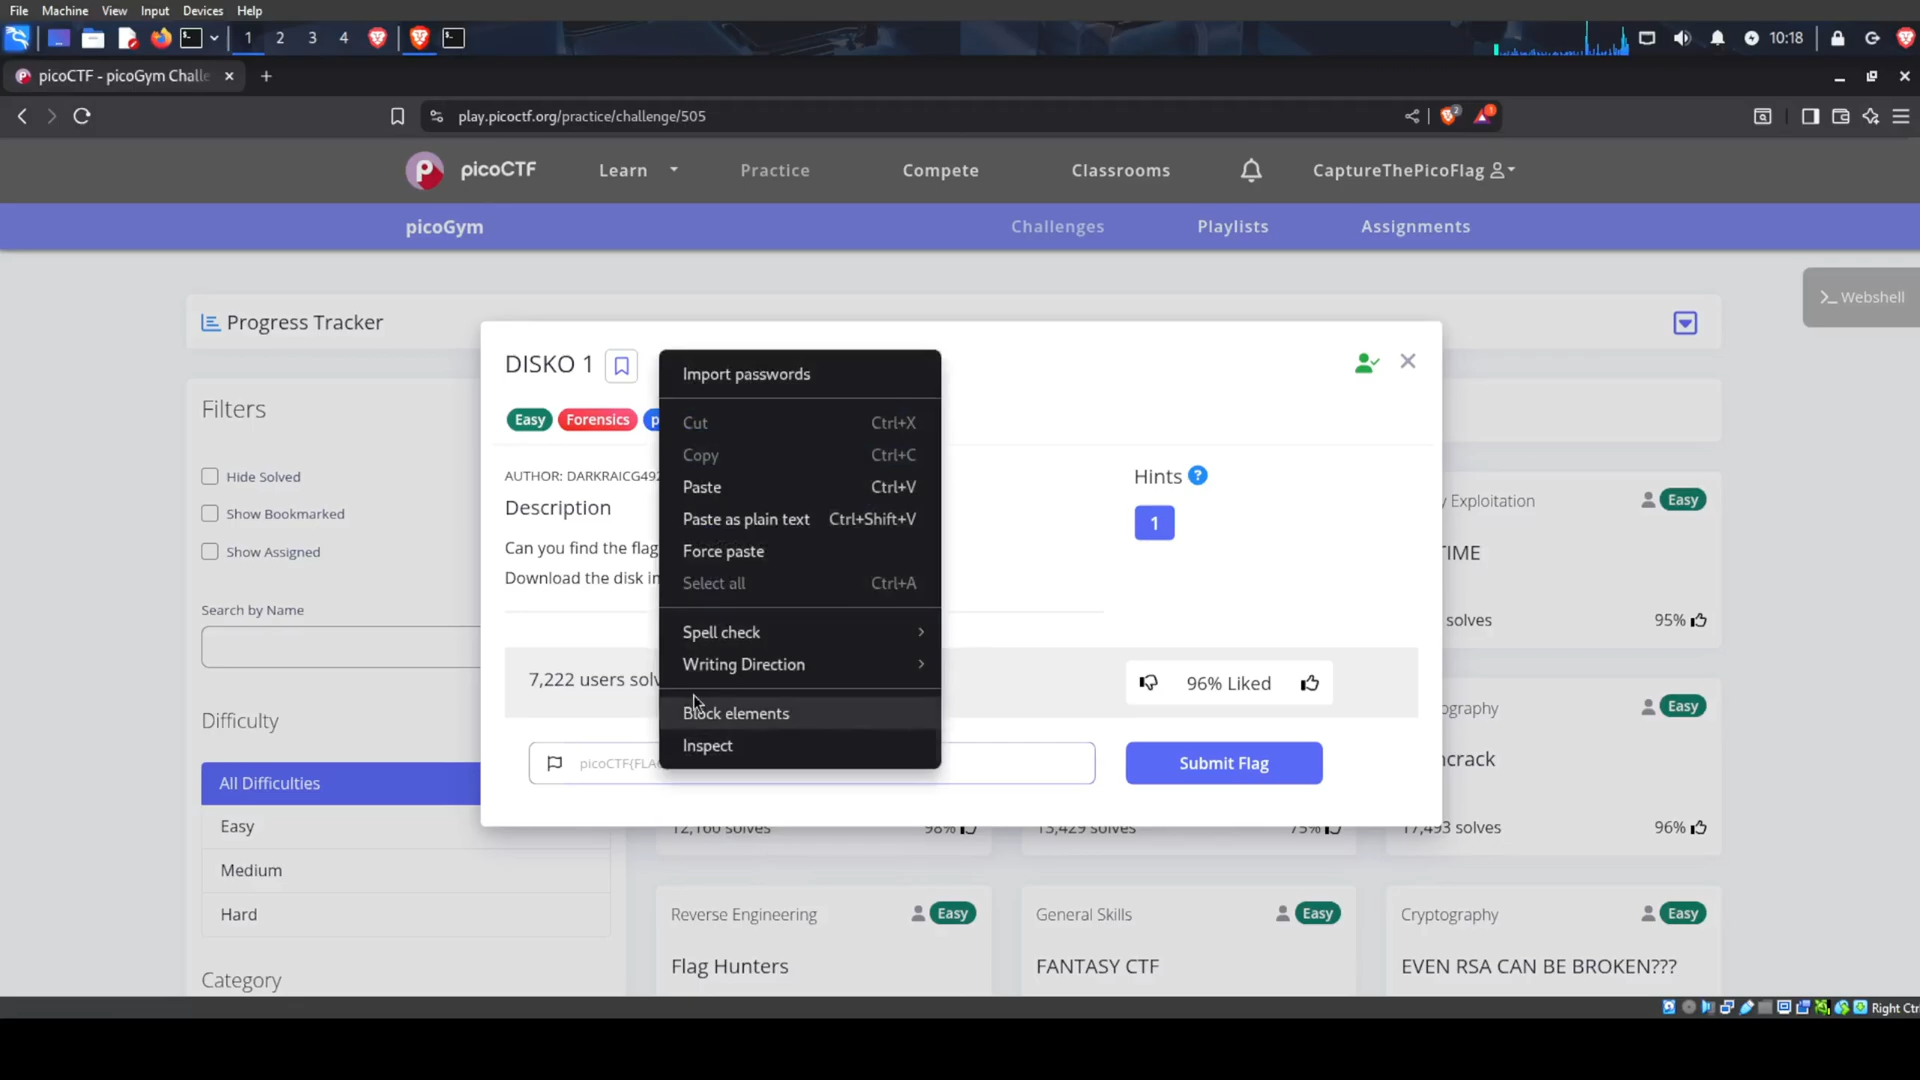 File Machine View Input Devices Help
1 2 3 4 10:18
picoCTF - picoGym Challe
play.picoctf.org/practice/challenge/505
picoCTF Learn Practice Compete Classrooms CaptureThePicoFlag
picoGym Challenges Playlists Assignments
>_ Webshell
Progress Tracker
DISKO 1
Import passwords
Filters
Easy Forensics
Cut Ctrl+X
Copy Ctrl+C
AUTHOR: DARKRAICG49
Hints ?
Hide Solved
Paste Ctrl+V
Exploitation Easy
Description
Show Bookmarked
Paste as plain text Ctrl+Shift+V
1
Can you find the flag
Show Assigned
Force paste
TIME
Download the disk
Select all Ctrl+A
Search by Name
Spell check
solves 95%
Writing Direction
7,222 users
96% Liked
Block elements
Easy
Difficulty
Inspect
picoCTF{FLA
Submit Flag
crack
All Difficulties
Easy
12,160 solves 98%
13,429 solves 75%
17,493 solves 96%
Medium
Hard
Reverse Engineering Easy
General Skills Easy
Cryptography Easy
Flag Hunters
FANTASY CTF
EVEN RSA CAN BE BROKEN???
Category
Right Ctr